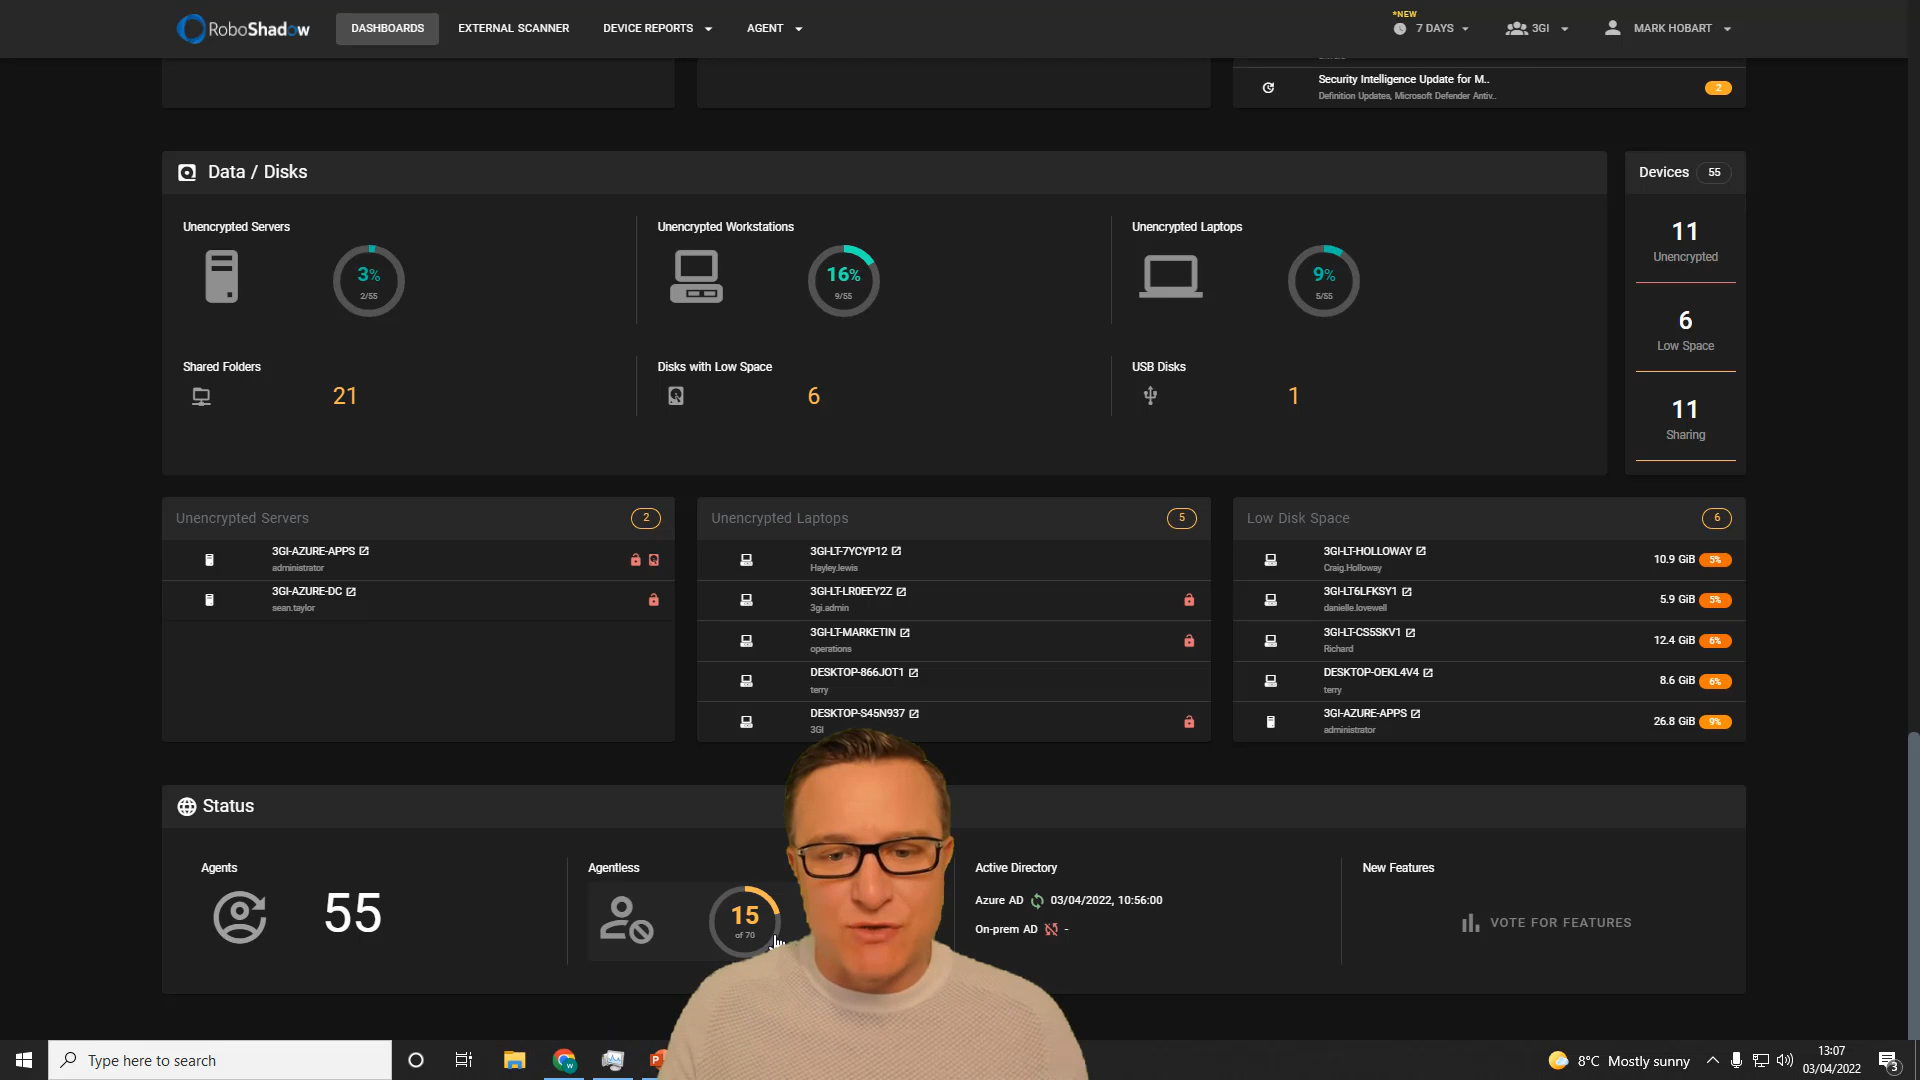 RoboShadow
DASHBOARDS
EXTERNAL SCANNER
DEVICE REPORTS
AGENT
*NEW
7 DAYS
3GI
MARK HOBART
Security Intelligence Update for M..
Definition Updates, Microsoft Defender Antiv..
2
Data / Disks
Unencrypted Servers
3%
2/55
Unencrypted Workstations
16%
9/55
Unencrypted Laptops
9%
5/55
Shared Folders
21
Disks with Low Space
6
USB Disks
1
Devices 55
11
Unencrypted
6
Low Space
11
Sharing
Unencrypted Servers 2
3GI-AZURE-APPS
administrator
3GI-AZURE-DC
sean.taylor
Unencrypted Laptops 5
3GI-LT-7YCYP12
Hayley.lewis
3GI-LT-LR0EEY2Z
3gi.admin
3GI-LT-MARKETIN
operations
DESKTOP-866JOT1
terry
DESKTOP-S45N937
3GI
Low Disk Space 6
3GI-LT-HOLLOWAY
Craig.Holloway
10.9 GiB 5%
3GI-LT6LFKSY1
danielle.lovewell
5.9 GiB 5%
3GI-LT-CS5SKV1
Richard
12.4 GiB 6%
DESKTOP-OEKL4V4
terry
8.6 GiB 6%
3GI-AZURE-APPS
administrator
26.8 GiB 9%
Status
Agents
55
Agentless
15
of 70
Active Directory
Azure AD 03/04/2022, 10:56:00
On-prem AD -
New Features
VOTE FOR FEATURES
Type here to search
8°C Mostly sunny
13:07
03/04/2022
3